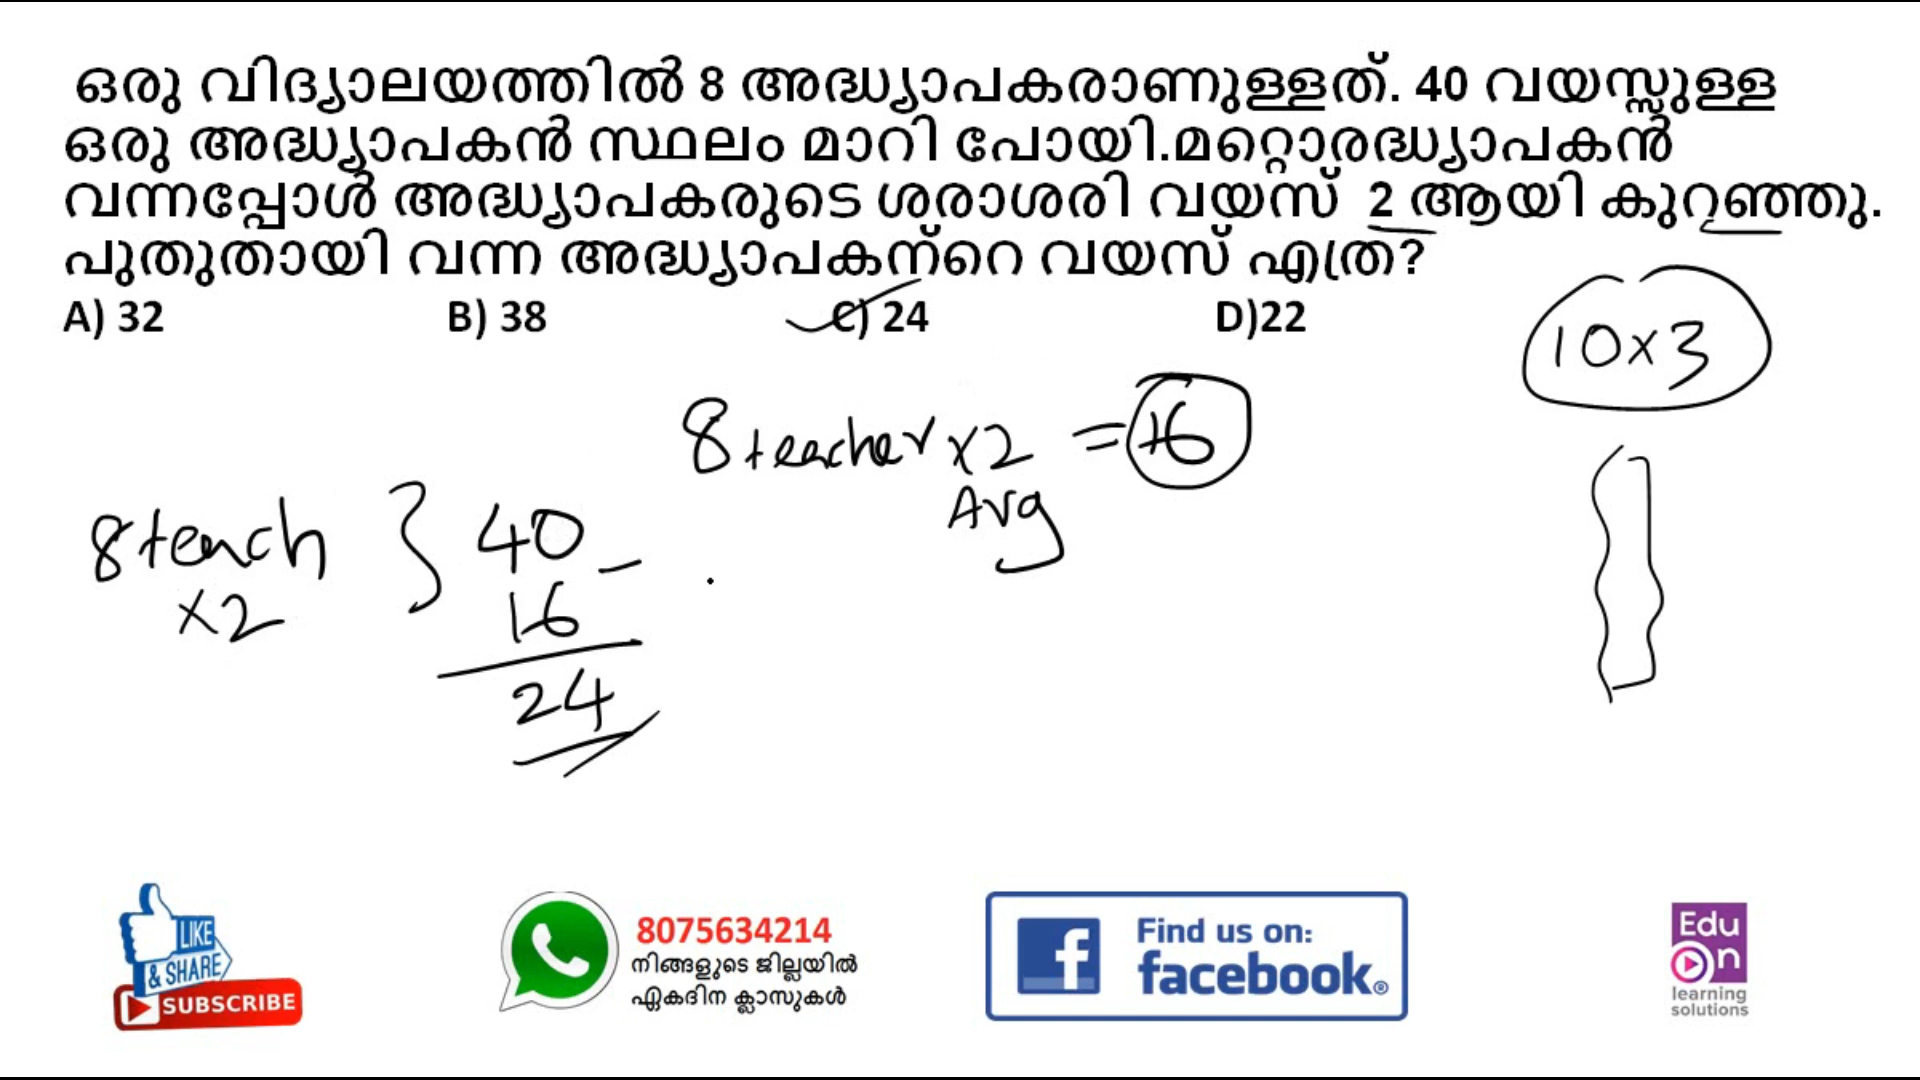 ഒരു വിദ്യാലയത്തിൽ 8 അദ്ധ്യാപകരാണുള്ളത്. 40 വയസ്സുള്ള
ഒരു അദ്ധ്യാപകൻ സ്ഥലം മാറി പോയി.മറ്റൊരദ്ധ്യാപകൻ
വന്നപ്പോൾ അദ്ധ്യാപകരുടെ ശരാശരി വയസ് 2 ആയി കുറഞ്ഞു.
പുതുതായി വന്ന അദ്ധ്യാപകന്റെ വയസ് എത്ര?
A) 32 B) 38 C) 24 D)22
10x3
8 teacher x2 = 16
Avg
8 teach } 40 –
x2 16
24
LIKE
& SHARE
SUBSCRIBE
8075634214
നിങ്ങളുടെ ജില്ലയിൽ
ഏകദിന ക്ലാസുകൾ
Find us on:
facebook®
Edu
On
learning
solutions